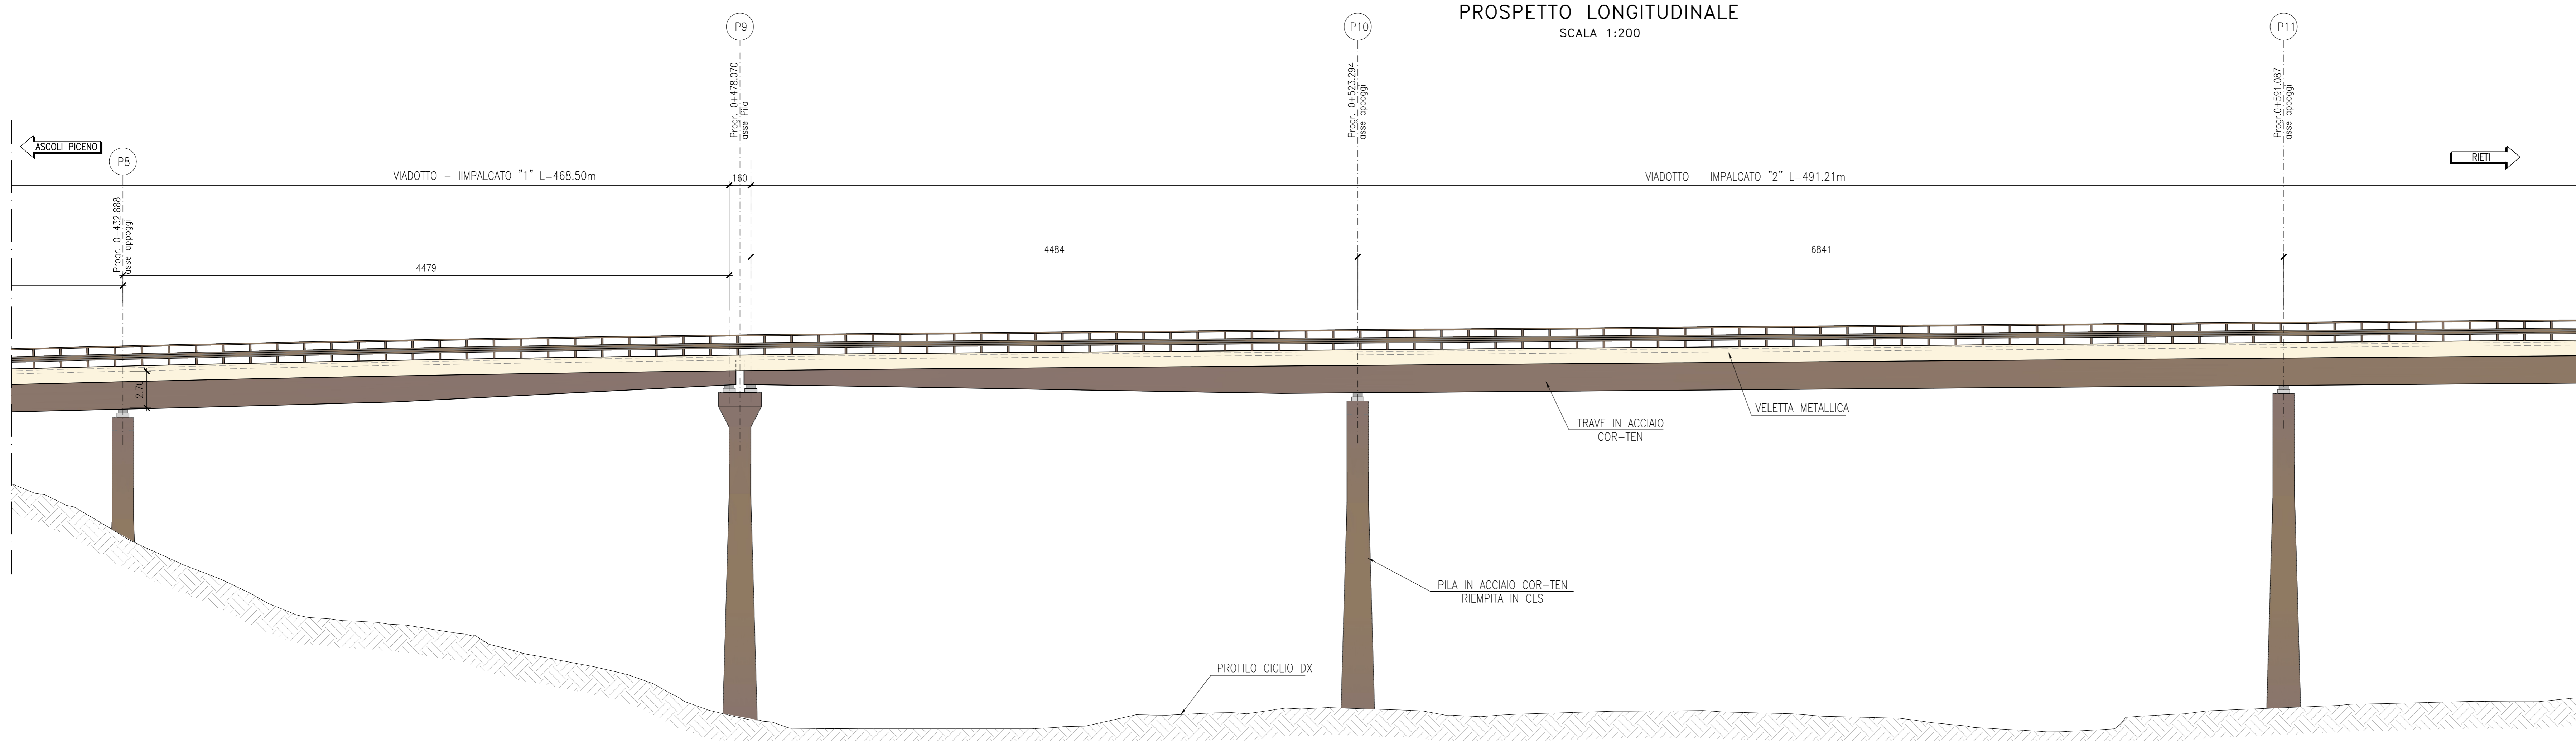 PROSPETTO LONGITUDINALE
SCALA 1:200
P9
P10
P11
Progr. 0+478.070
asse Pila
Progr. 0+523.294
asse appoggi
Progr.0+591.087
asse appoggi
ASCOLI PICENO
RIETI
P8
VIADOTTO - IIMPALCATO "1" L=468.50m
160
VIADOTTO - IMPALCATO "2" L=491.21m
Progr. 0+432.888
asse appoggi
4479
4484
6841
2.70
VELETTA METALLICA
TRAVE IN ACCIAIO
COR-TEN
PILA IN ACCIAIO COR-TEN
RIEMPITA IN CLS
PROFILO CIGLIO DX